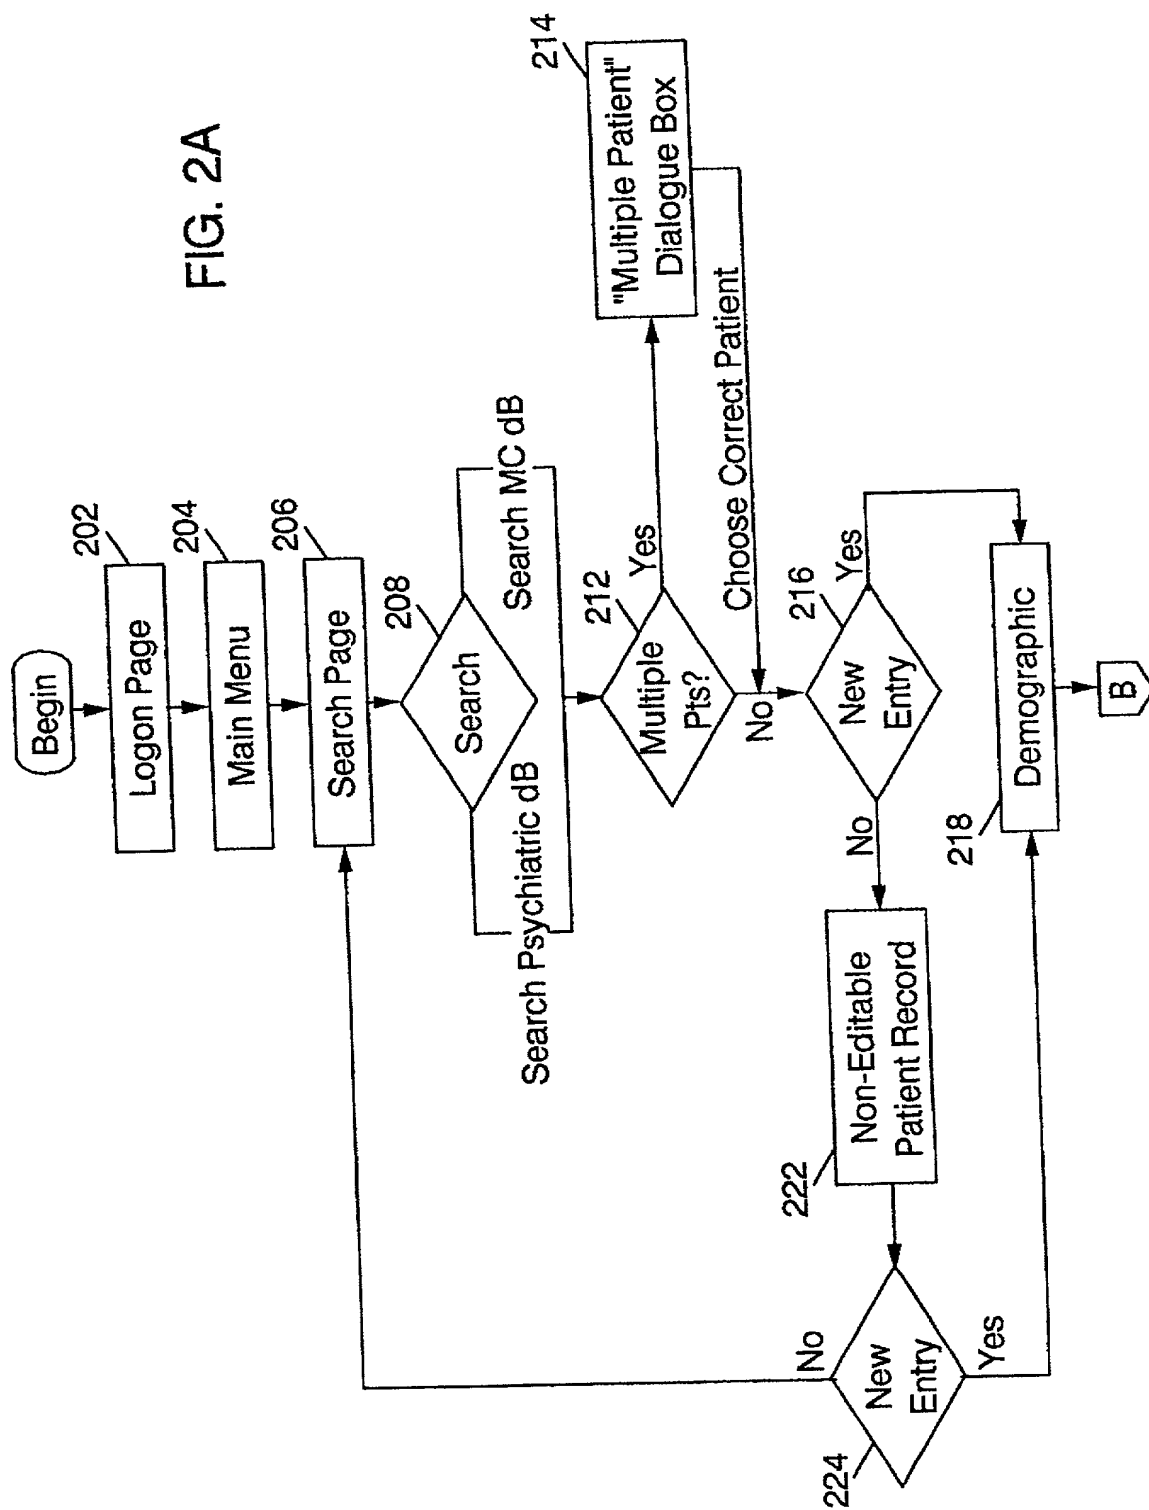 FIG. 2A
Begin
202
Logon Page
204
Main Menu
206
Search Page
208
Search
Search Psychiatric dB
Search MC dB
212
Multiple
Pts?
Yes
214
"Multiple Patient"
Dialogue Box
Choose Correct Patient
No
216
New
Entry
Yes
No
222
Non-Editable
Patient Record
224
New
Entry
No
Yes
218
Demographic
B